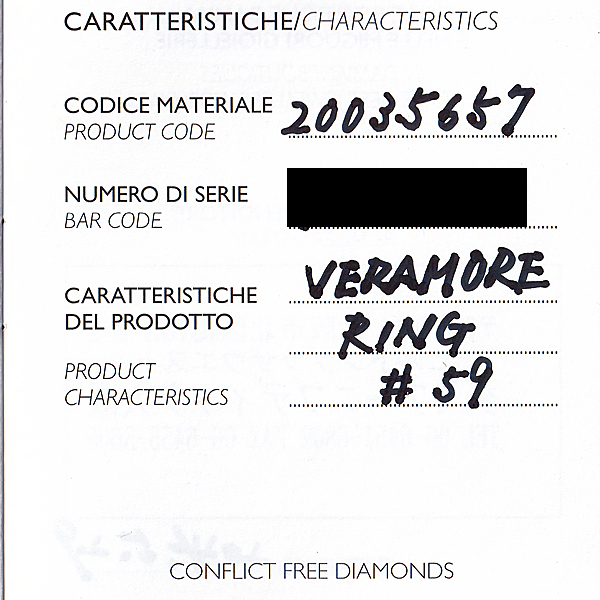 CARATTERISTICHE/CHARACTERISTICS
CODICE MATERIALE 20035657
PRODUCT CODE
NUMERO DI SERIE
BAR CODE
VERAMORE
CARATTERISTICHE
DEL PRODOTTO RING
PRODUCT # 59
CHARACTERISTICS
CONFLICT FREE DIAMONDS